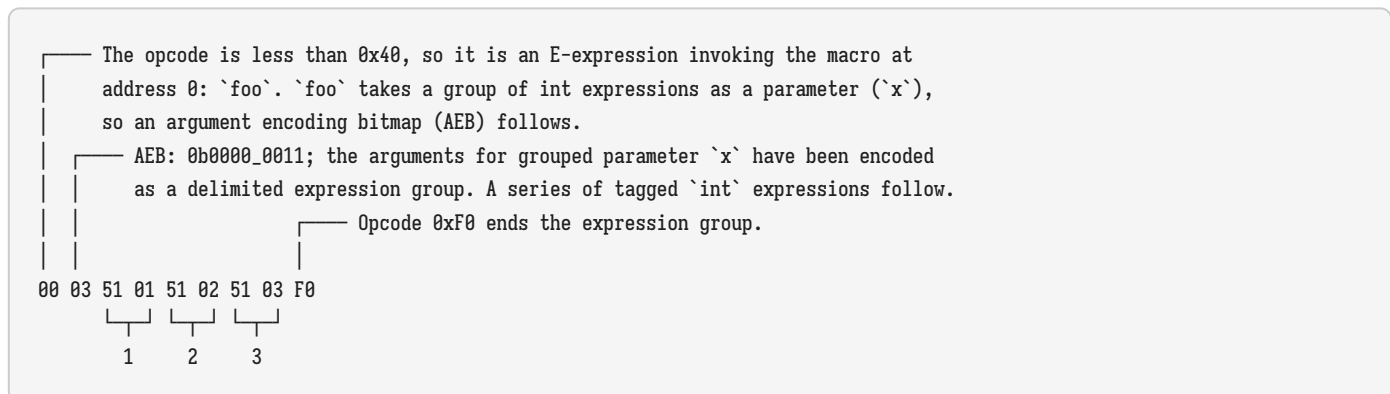 The opcode is less than 0x40, so it is an E-expression invoking the macro at
address 0: `foo`. `foo` takes a group of int expressions as a parameter (`x`),
so an argument encoding bitmap (AEB) follows.
AEB: 0b0000_0011; the arguments for grouped parameter `x` have been encoded
as a delimited expression group. A series of tagged `int` expressions follow.
Opcode 0xF0 ends the expression group.
00 03 51 01 51 02 51 03 F0
1 2 3